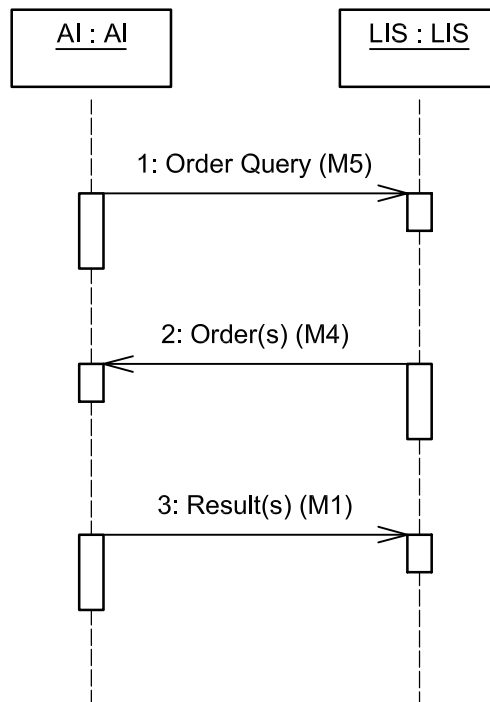 AI : AI
LIS : LIS
1: Order Query (M5)
2: Order(s) (M4)
3: Result(s) (M1)